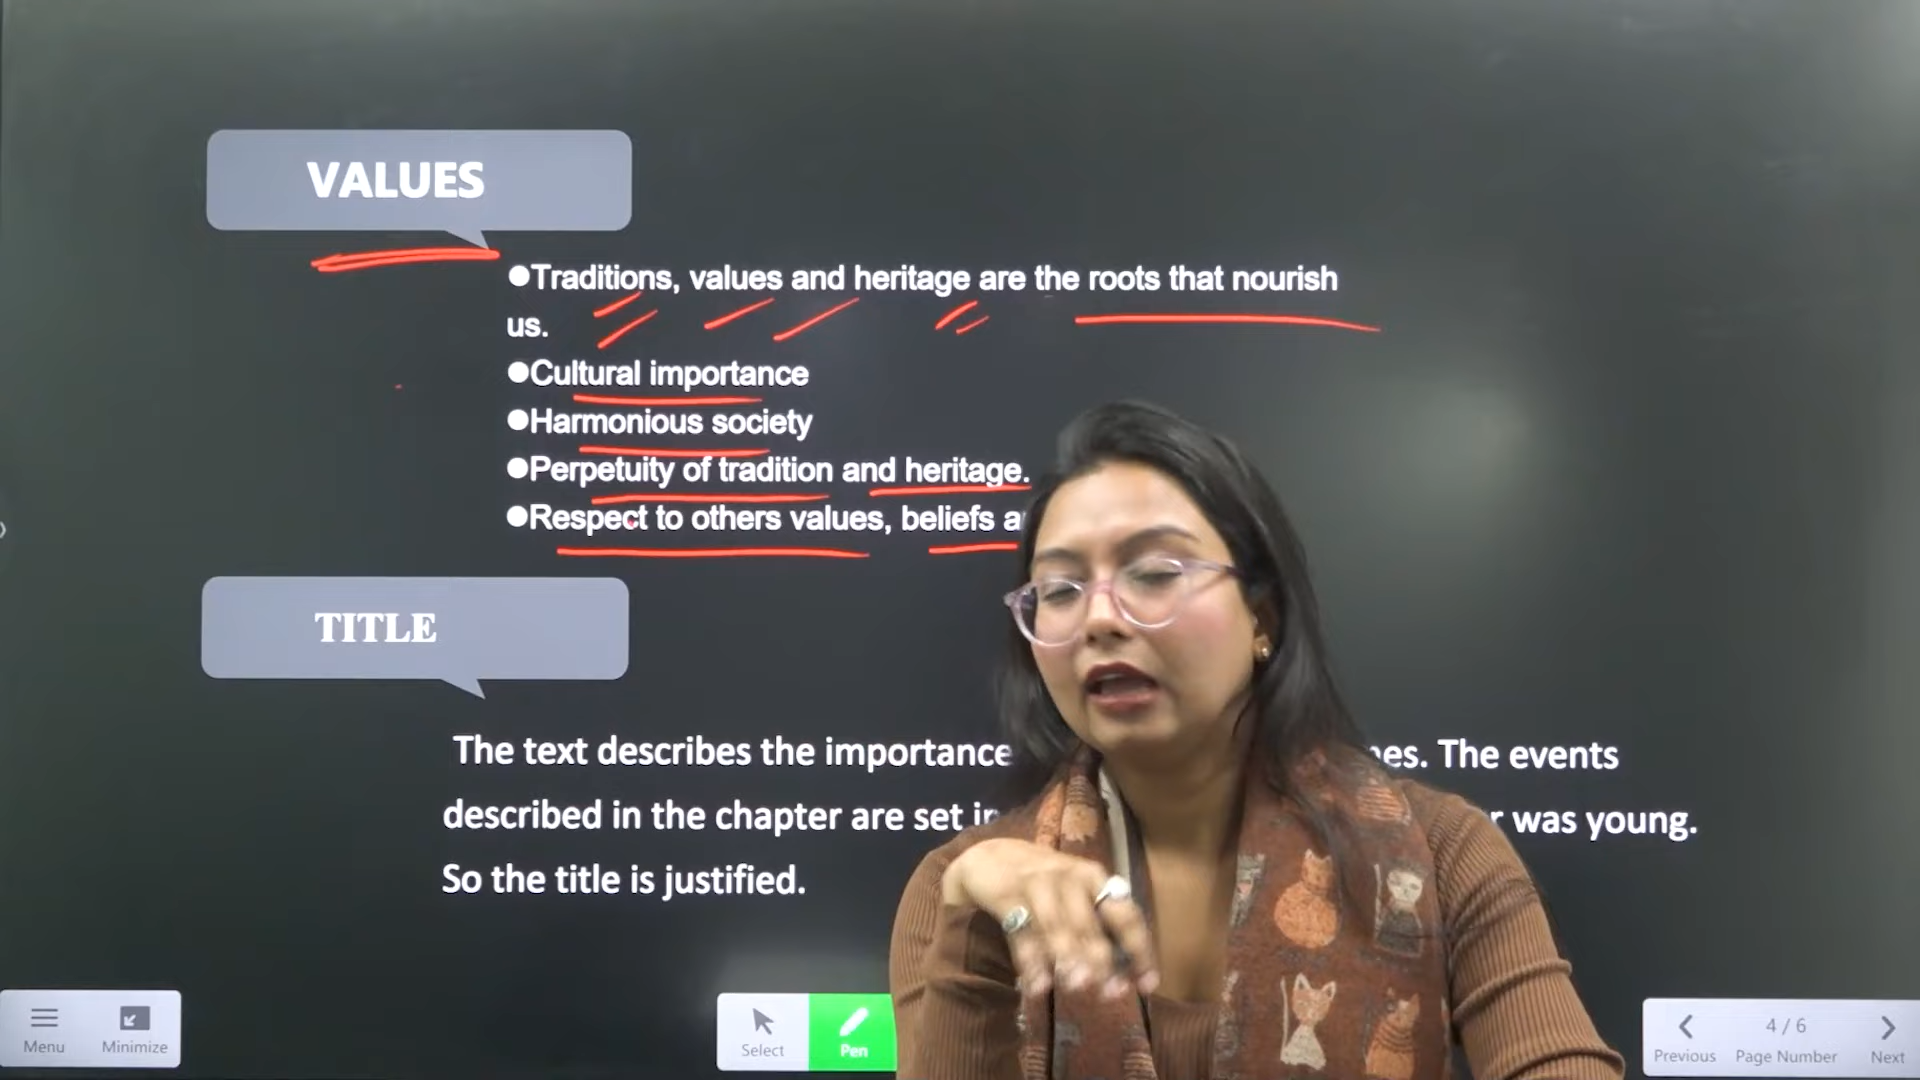 VALUES
●Traditions, values and heritage are the roots that nourish
us.
●Cultural importance
●Harmonious society
●Perpetuity of tradition and heritage.
●Respect to others values, beliefs
TITLE
The text describes the importance The events
described in the chapter are set was young.
So the title is justified.
Menu Minimize Select Pen Previous 4 / 6 Page Number Next